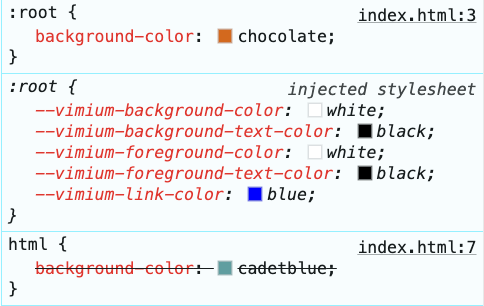 :root {
index.html:3
background-color: chocolate;
}
:root {
injected stylesheet
--vimium-background-color: white;
--vimium-background-text-color: black;
--vimium-foreground-color: white;
--vimium-foreground-text-color: black;
--vimium-link-color: blue;
}
html {
index.html:7
background-color: cadetblue;
}